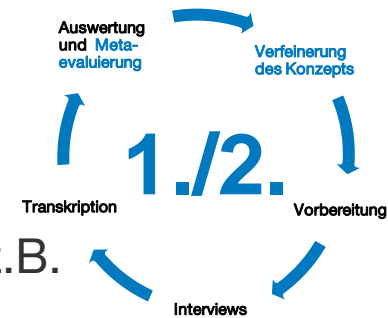 Auswertung
und Meta-
evaluierung
Verfeinerung
des Konzepts
1./2.
Transkription
Vorbereitung
.B.
Interviews